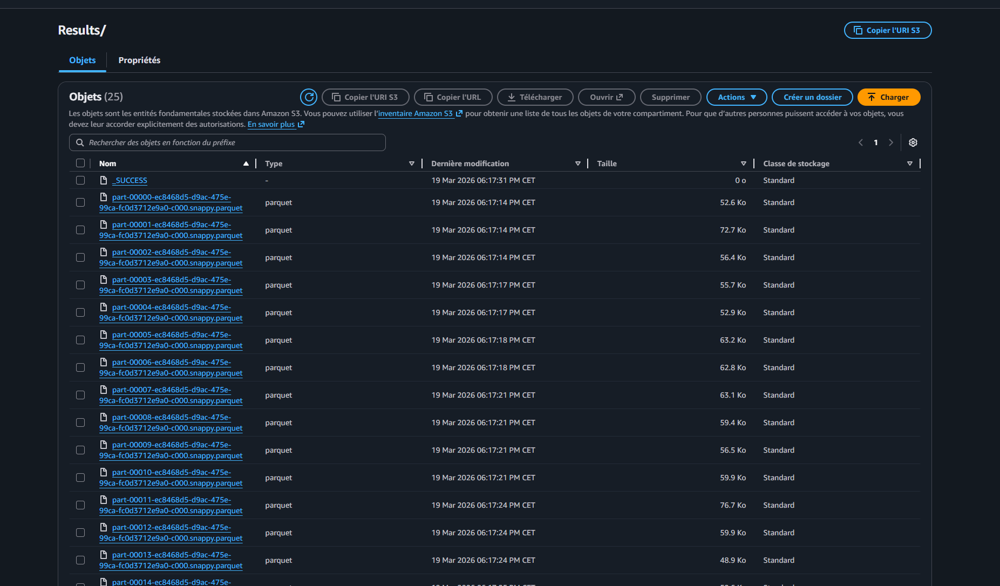 Results/
Copier l'URI S3
Objets
Propriétés
Objets (25)
Copier l'URI S3
Copier l'URL
Télécharger
Ouvrir
Supprimer
Actions
Créer un dossier
Charger
Les objets sont les entités fondamentales stockées dans Amazon S3. Vous pouvez utiliser l'inventaire Amazon S3 pour obtenir une liste de tous les objets de votre compartiment. Pour que d'autres personnes puissent accéder à vos objets, vous
devez leur accorder explicitement des autorisations. En savoir plus
Rechercher des objets en fonction du préfixe
1
Nom Type Dernière modification Taille Classe de stockage
_SUCCESS - 19 Mar 2026 06:17:31 PM CET 0 o Standard
part-00000-ec8468d5-d9ac-475e-
99ca-fc0d3712e9a0-c000.snappy.parquet parquet 19 Mar 2026 06:17:14 PM CET 52.6 Ko Standard
part-00001-ec8468d5-d9ac-475e-
99ca-fc0d3712e9a0-c000.snappy.parquet parquet 19 Mar 2026 06:17:14 PM CET 72.7 Ko Standard
part-00002-ec8468d5-d9ac-475e-
99ca-fc0d3712e9a0-c000.snappy.parquet parquet 19 Mar 2026 06:17:14 PM CET 56.4 Ko Standard
part-00003-ec8468d5-d9ac-475e-
99ca-fc0d3712e9a0-c000.snappy.parquet parquet 19 Mar 2026 06:17:17 PM CET 55.7 Ko Standard
part-00004-ec8468d5-d9ac-475e-
99ca-fc0d3712e9a0-c000.snappy.parquet parquet 19 Mar 2026 06:17:17 PM CET 52.9 Ko Standard
part-00005-ec8468d5-d9ac-475e-
99ca-fc0d3712e9a0-c000.snappy.parquet parquet 19 Mar 2026 06:17:18 PM CET 63.2 Ko Standard
part-00006-ec8468d5-d9ac-475e-
99ca-fc0d3712e9a0-c000.snappy.parquet parquet 19 Mar 2026 06:17:18 PM CET 62.8 Ko Standard
part-00007-ec8468d5-d9ac-475e-
99ca-fc0d3712e9a0-c000.snappy.parquet parquet 19 Mar 2026 06:17:21 PM CET 63.1 Ko Standard
part-00008-ec8468d5-d9ac-475e-
99ca-fc0d3712e9a0-c000.snappy.parquet parquet 19 Mar 2026 06:17:21 PM CET 59.4 Ko Standard
part-00009-ec8468d5-d9ac-475e-
99ca-fc0d3712e9a0-c000.snappy.parquet parquet 19 Mar 2026 06:17:21 PM CET 56.5 Ko Standard
part-00010-ec8468d5-d9ac-475e-
99ca-fc0d3712e9a0-c000.snappy.parquet parquet 19 Mar 2026 06:17:21 PM CET 59.9 Ko Standard
part-00011-ec8468d5-d9ac-475e-
99ca-fc0d3712e9a0-c000.snappy.parquet parquet 19 Mar 2026 06:17:24 PM CET 76.7 Ko Standard
part-00012-ec8468d5-d9ac-475e-
99ca-fc0d3712e9a0-c000.snappy.parquet parquet 19 Mar 2026 06:17:24 PM CET 59.9 Ko Standard
part-00013-ec8468d5-d9ac-475e-
99ca-fc0d3712e9a0-c000.snappy.parquet parquet 19 Mar 2026 06:17:24 PM CET 48.9 Ko Standard
part-00014-ec8468d5-d9ac-475e-